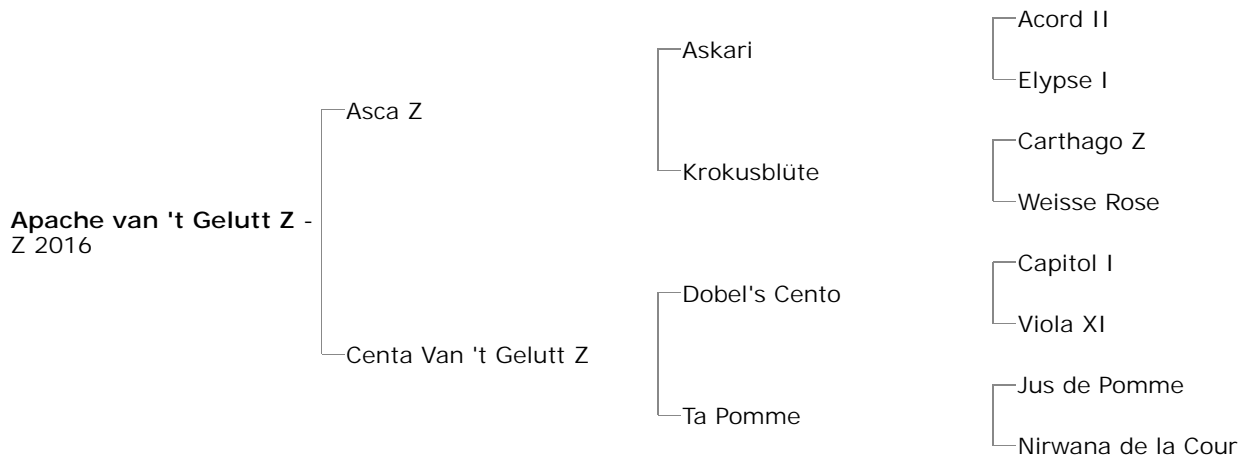 Acord II
Askari
Elypse I
Asca Z
Carthago Z
Krokusblüte
Weisse Rose
Apache van 't Gelutt Z -
Z 2016
Capitol I
Dobel's Cento
Viola XI
Centa Van 't Gelutt Z
Jus de Pomme
Ta Pomme
Nirwana de la Cour